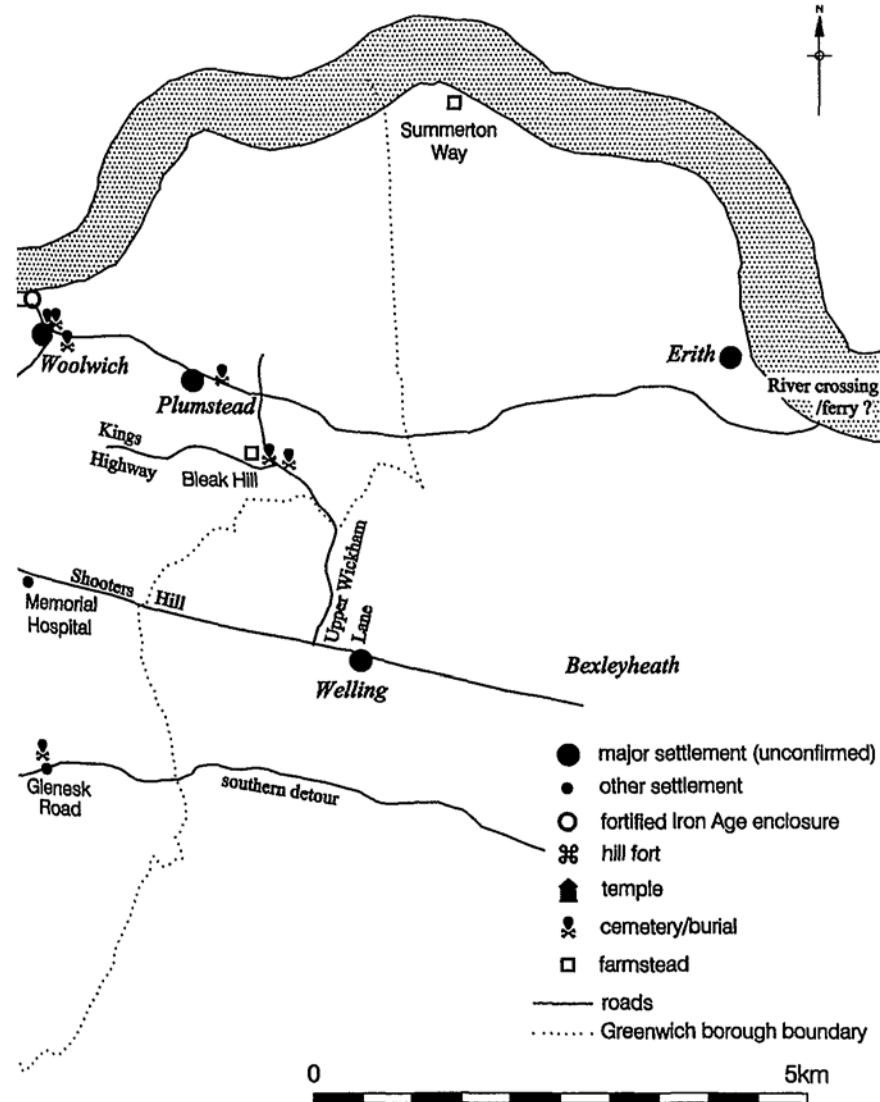 N
Summerton
Way
Woolwich
Erith
River crossing
/ferry ?
Plumstead
Kings
Highway
Bleak Hill
Upper Wickham
Lane
Shooters Hill
Memorial
Hospital
Welling
Bexleyheath
Glenesk
Road
southern detour
major settlement (unconfirmed)
other settlement
fortified Iron Age enclosure
hill fort
temple
cemetery/burial
farmstead
roads
Greenwich borough boundary
0 5km